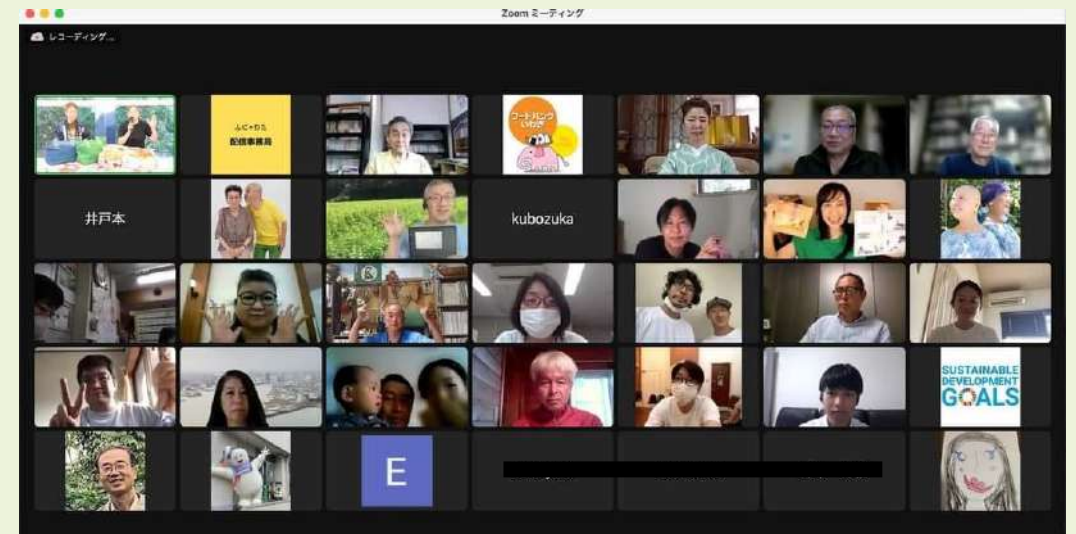 Zoom ミーティング
レコーディング...
ふじ⇔わた
配信事務局
フードバンク
いわき
井戸本
kubozuka
SUSTAINABLE
DEVELOPMENT
GOALS
E